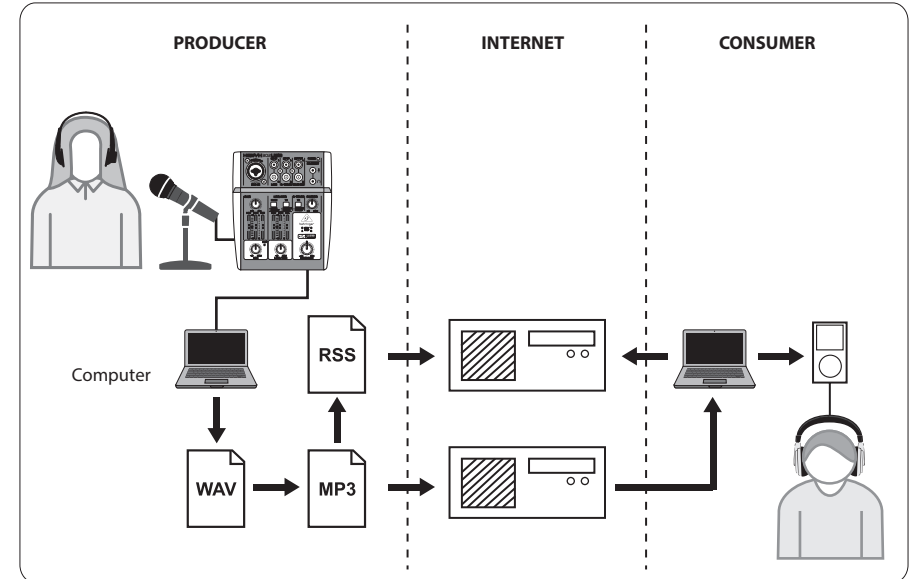 PRODUCER
INTERNET
CONSUMER
RSS
Computer
WAV
MP3